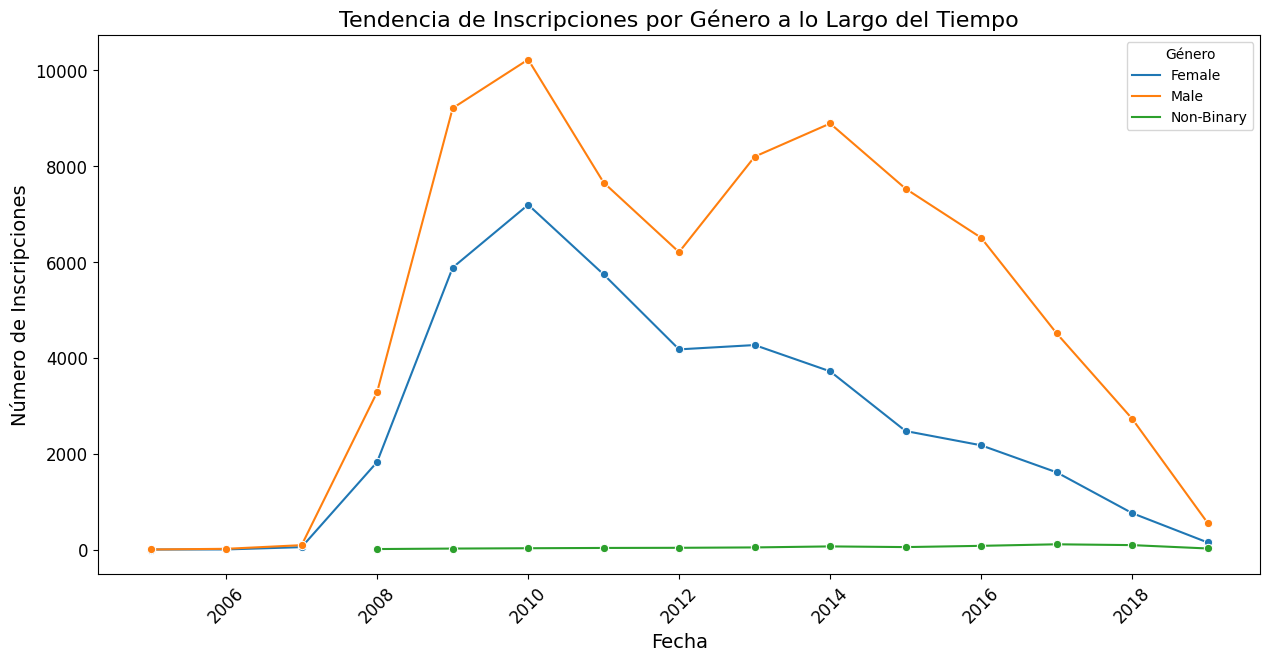 Tendencia de Inscripciones por Género a lo Largo del Tiempo
Género
Female
Male
Non-Binary
Número de Inscripciones
10000
8000
6000
4000
2000
0
2006
2008
2010
2012
2014
2016
2018
Fecha